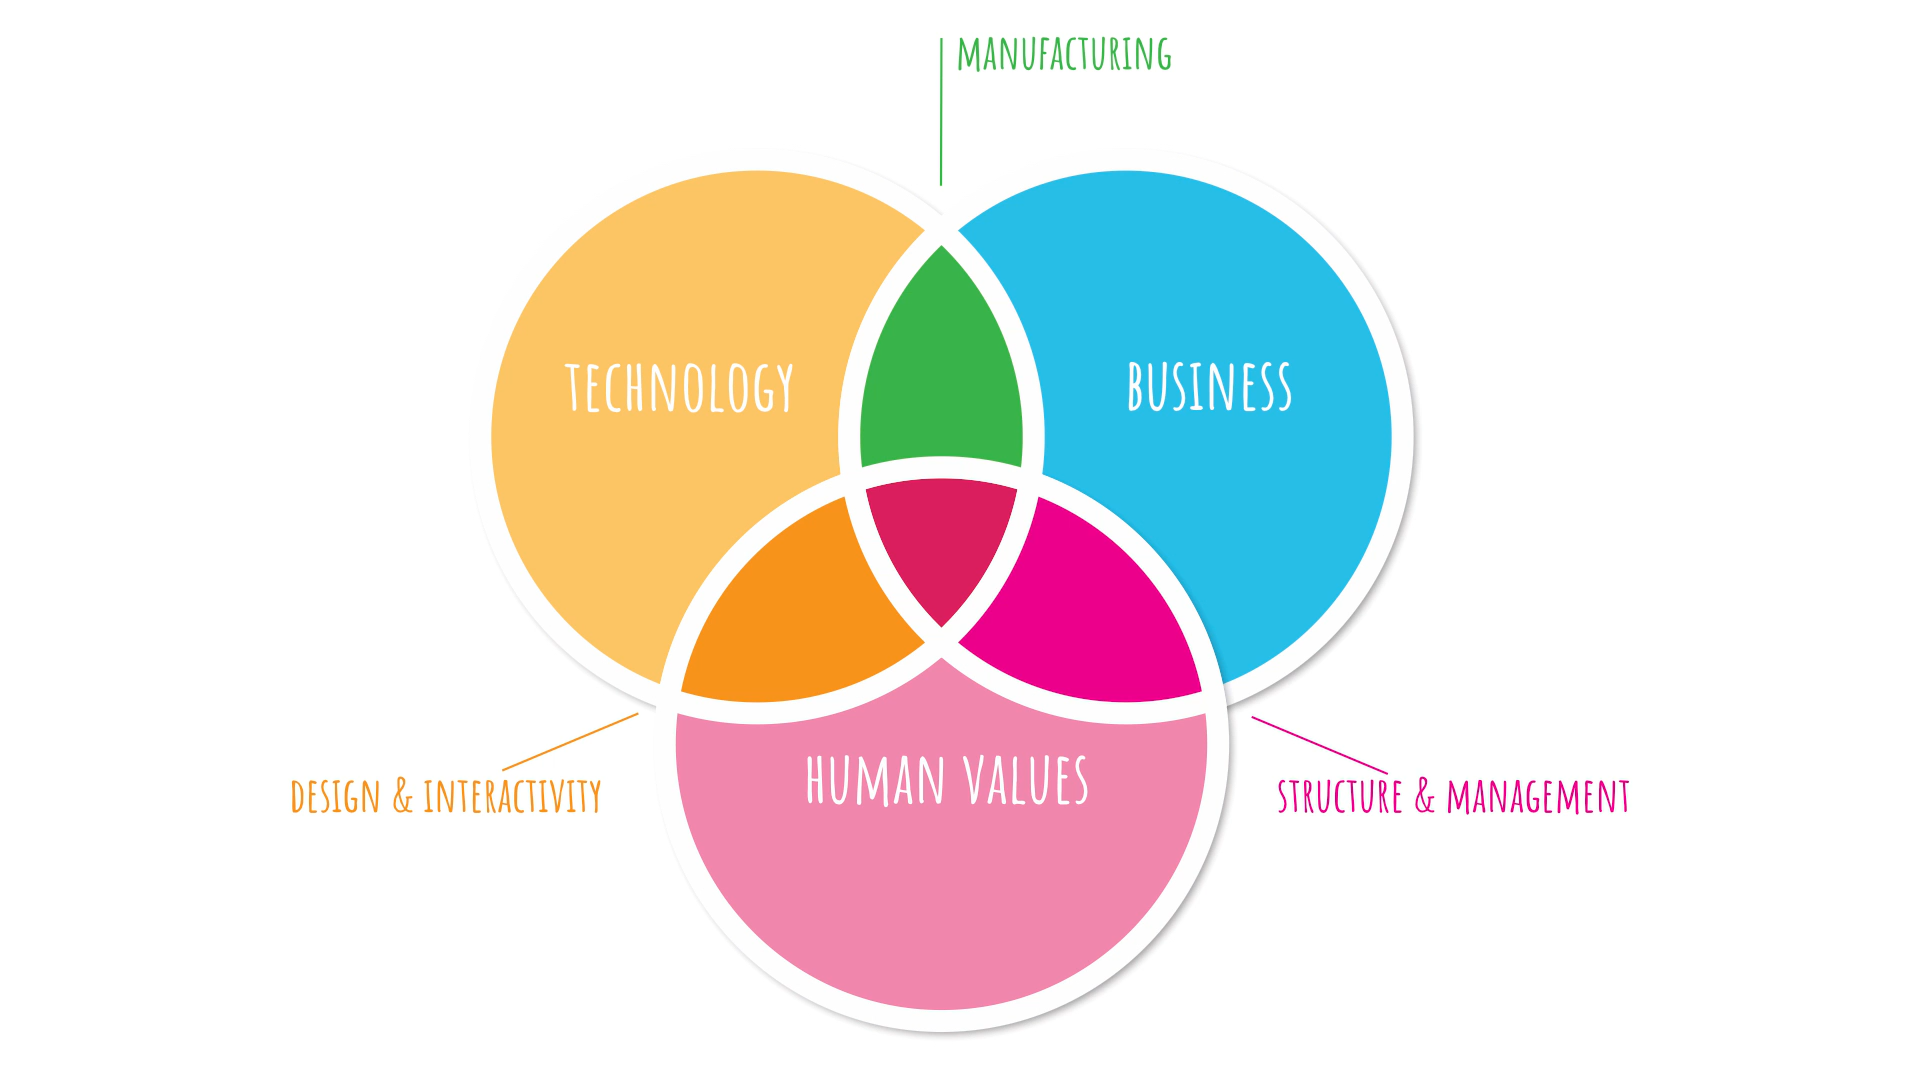 MANUFACTURING
TECHNOLOGY
BUSINESS
HUMAN VALUES
DESIGN & INTERACTIVITY
STRUCTURE & MANAGEMENT